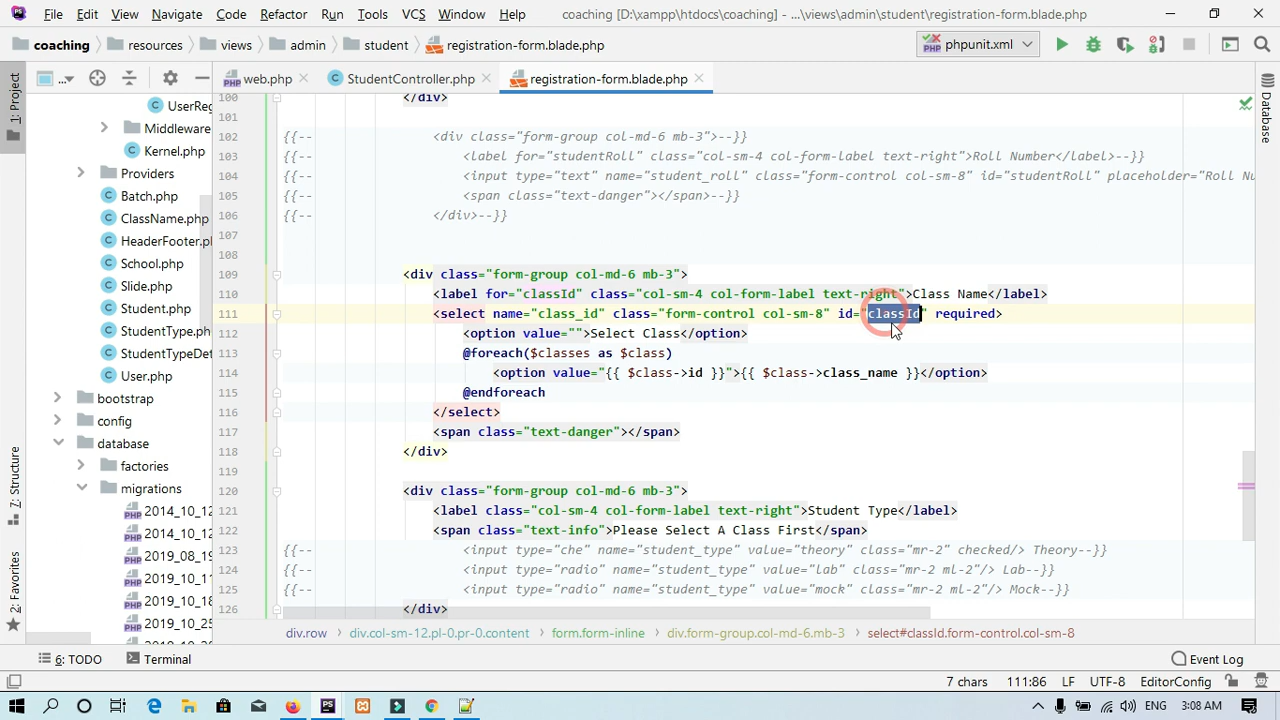 File Edit View Navigate Code Refactor Run Tools VCS Window Help coaching [D:\xampp\htdocs\coaching] - ...\views\admin\student\registration-form.blade.php
coaching resources views admin student registration-form.blade.php phpunit.xml
... web.php StudentController.php registration-form.blade.php
1: Project
Database
7: Structure
2: Favorites
UserReg
Middleware
Kernel.php
Providers
Batch.php
ClassName.php
HeaderFooter.p
School.php
Slide.php
Student.php
StudentType.p
StudentTypeDet
User.php
bootstrap
config
database
factories
migrations
2014_10_12
2014_10_12
2019_08_19
2019_10_11
2019_10_18
2019_10_25
100 </div>
101
102 {{-- <div class="form-group col-md-6 mb-3">--}}
103 {{-- <label for="studentRoll" class="col-sm-4 col-form-label text-right">Roll Number</label>--}}
104 {{-- <input type="text" name="student_roll" class="form-control col-sm-8" id="studentRoll" placeholder="Roll Nu
105 {{-- <span class="text-danger"></span>--}}
106 {{-- </div>--}}
107
108
109 <div class="form-group col-md-6 mb-3">
110 <label for="classId" class="col-sm-4 col-form-label text-right">Class Name</label>
111 <select name="class_id" class="form-control col-sm-8" id="classId" required>
112 <option value="">Select Class</option>
113 @foreach($classes as $class)
114 <option value="{{ $class->id }}">{{ $class->class_name }}</option>
115 @endforeach
116 </select>
117 <span class="text-danger"></span>
118 </div>
119
120 <div class="form-group col-md-6 mb-3">
121 <label class="col-sm-4 col-form-label text-right">Student Type</label>
122 <span class="text-info">Please Select A Class First</span>
123 {{-- <input type="che" name="student_type" value="theory" class="mr-2" checked/> Theory--}}
124 {{-- <input type="radio" name="student_type" value="lab" class="mr-2 ml-2"/> Lab--}}
125 {{-- <input type="radio" name="student_type" value="mock" class="mr-2 ml-2"/> Mock--}}
126 </div>
div.row div.col-sm-12.pl-0.pr-0.content form.form-inline div.form-group.col-md-6.mb-3 select#classId.form-control.col-sm-8
6: TODO Terminal Event Log
7 chars 111:86 LF UTF-8 EditorConfig
3:08 AM